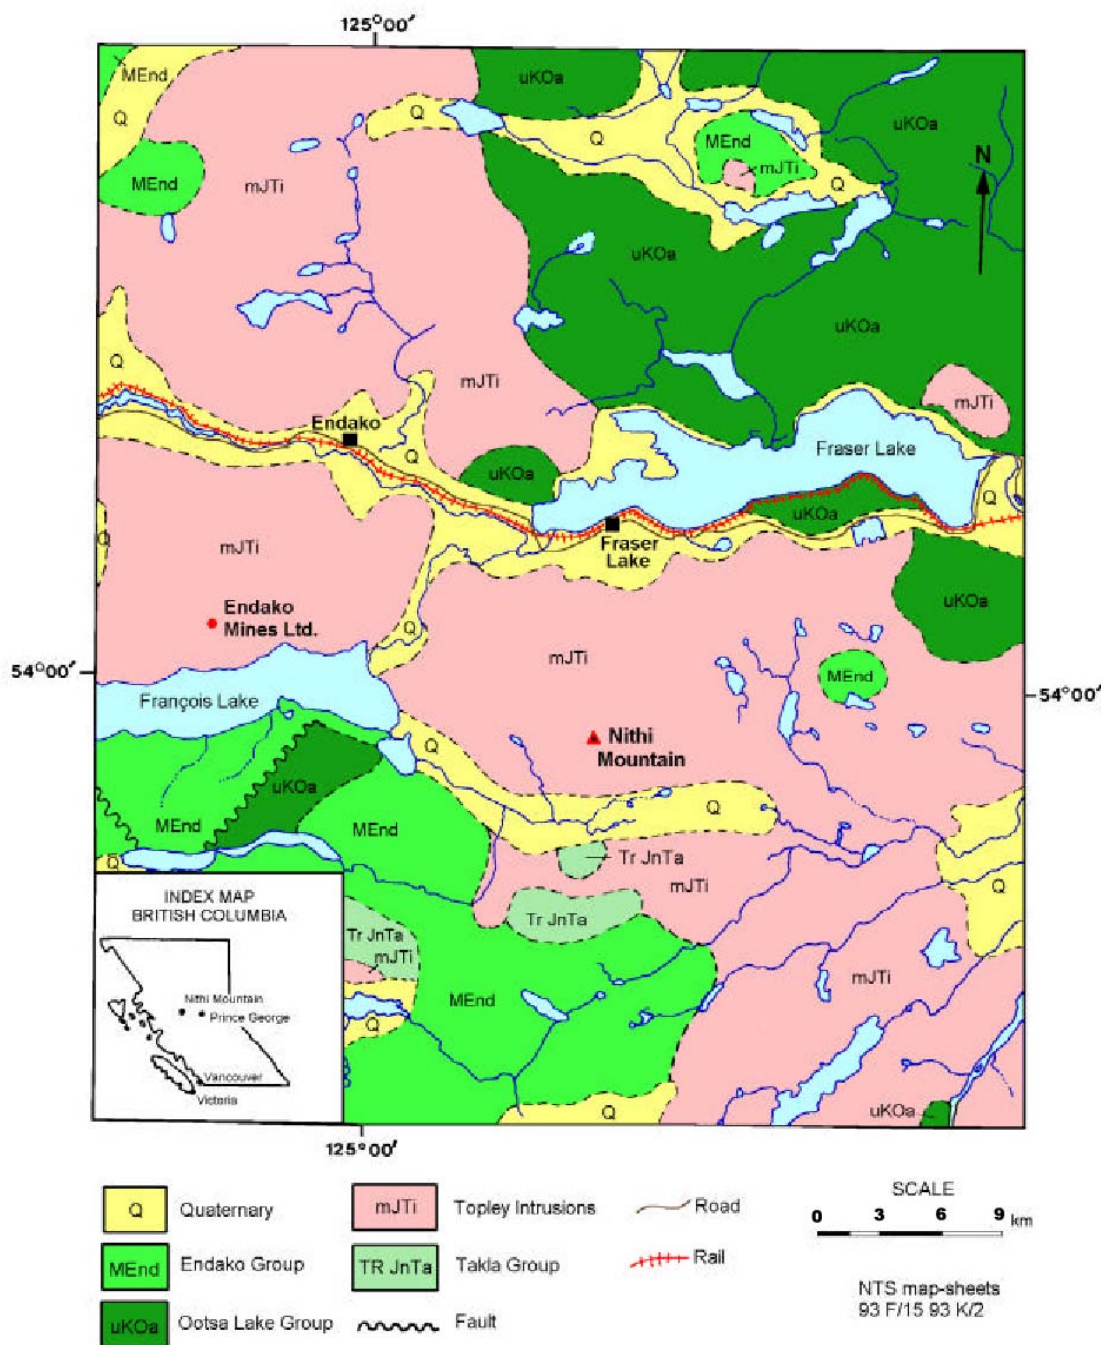 125°00′
MEnd
uKOa
Q
Q
uKOa
Q
MEnd
MEnd
mJTi
mJTi
Q
N
uKOa
uKOa
Q
mJTi
mJTi
Endako
Fraser Lake
Q
uKOa
Q
uKOa
Q
mJTi
Fraser
Lake
uKOa
Endako
Mines Ltd.
Q
mJTi
54°00′
MEnd
54°00′
François Lake
Q
Nithi
Mountain
uKOa
Q
MEnd
MEnd
Q
Tr JnTa
mJTi
Q
INDEX MAP
BRITISH COLUMBIA
Tr JnTa
Tr JnTa
mJTi
mJTi
Nithi Mountain
Prince George
MEnd
Q
Vancouver
Victoria
Q
uKOa
125°00′
Q
Quaternary
mJTi
Topley Intrusions
Road
SCALE
0 3 6 9 km
MEnd
Endako Group
TR JnTa
Takla Group
Rail
NTS map-sheets
93 F/15 93 K/2
uKOa
Ootsa Lake Group
Fault